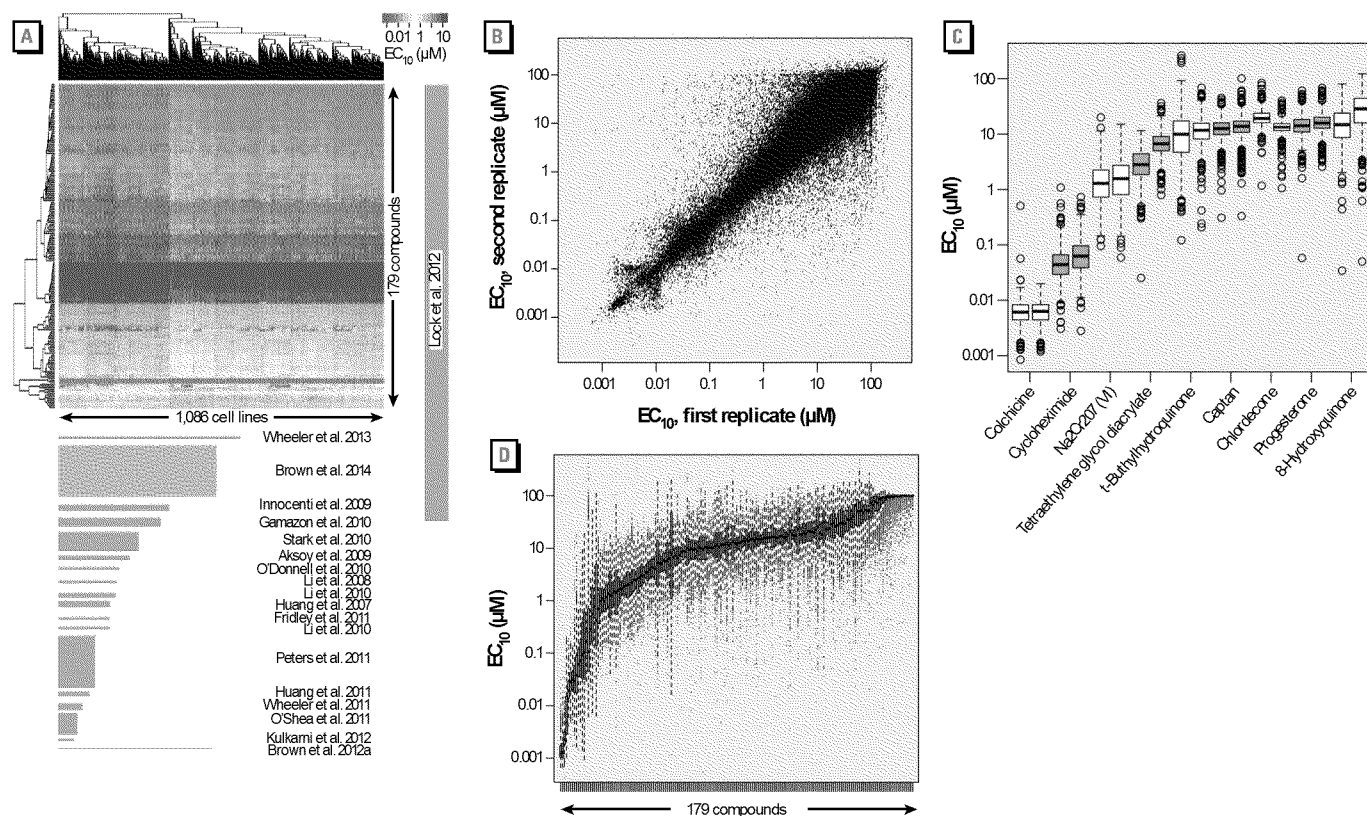 A
0.01 1 10
EC10 (µM)
179 compounds
Lock et al. 2012
1,086 cell lines
Wheeler et al. 2013
Brown et al. 2014
Innocenti et al. 2009
Gamazon et al. 2010
Stark et al. 2010
Aksoy et al. 2009
O'Donnell et al. 2010
Li et al. 2008
Li et al. 2010
Huang et al. 2007
Fridley et al. 2011
Li et al. 2010
Peters et al. 2011
Huang et al. 2011
Wheeler et al. 2011
O'Shea et al. 2011
Kulkarni et al. 2012
Brown et al. 2012a
B
EC10, second replicate (µM)
100
10
1
0.1
0.01
0.001
0.001 0.01 0.1 1 10 100
EC10, first replicate (µM)
C
EC10 (µM)
100
10
1
0.1
0.01
0.001
Colchicine
Cycloheximide
Na2Cr207 (VI)
Tetraethylene glycol diacrylate
t-Buthylhydroquinone
Captan
Chlordecone
Progesterone
8-Hydroxyquinone
D
EC10 (µM)
100
10
1
0.1
0.01
0.001
179 compounds